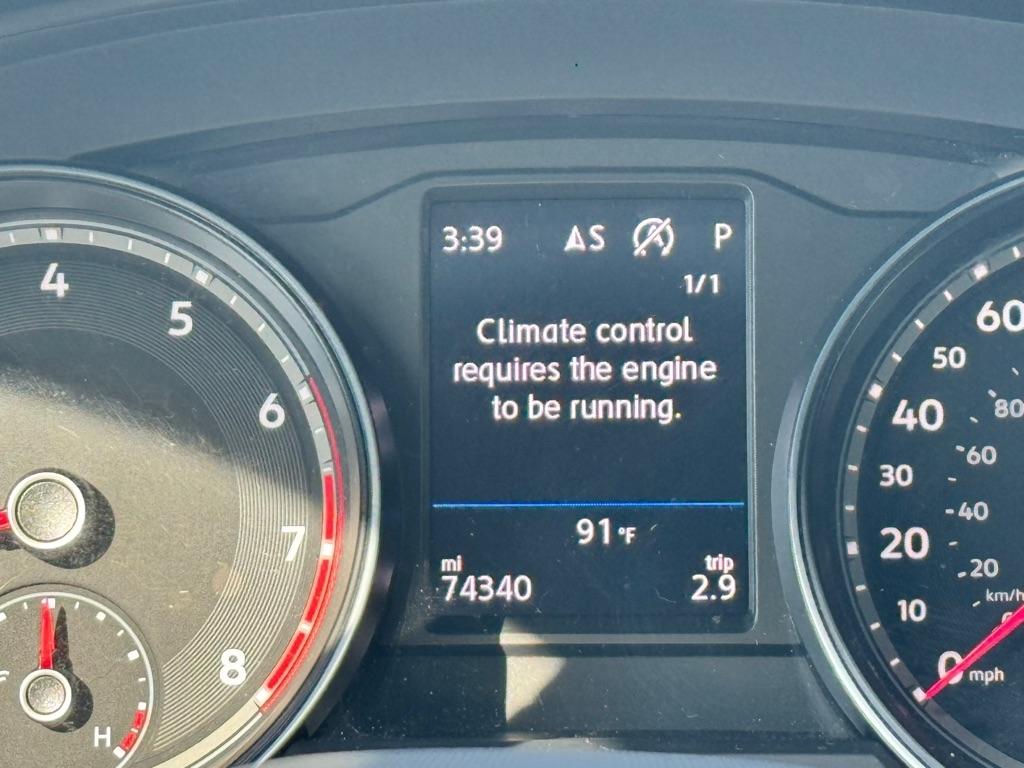 3:39 S A P
1/1
Climate control
requires the engine
to be running.
91 °F
mi trip
74340 2.9
4
5
6
7
8
H
60
50
40
30
20
10
0 mph
80
60
40
20
km/h